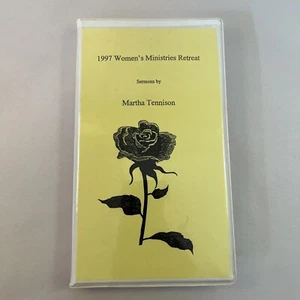 1997 Women's Ministries Retreat
Sermons by
Martha Tennison